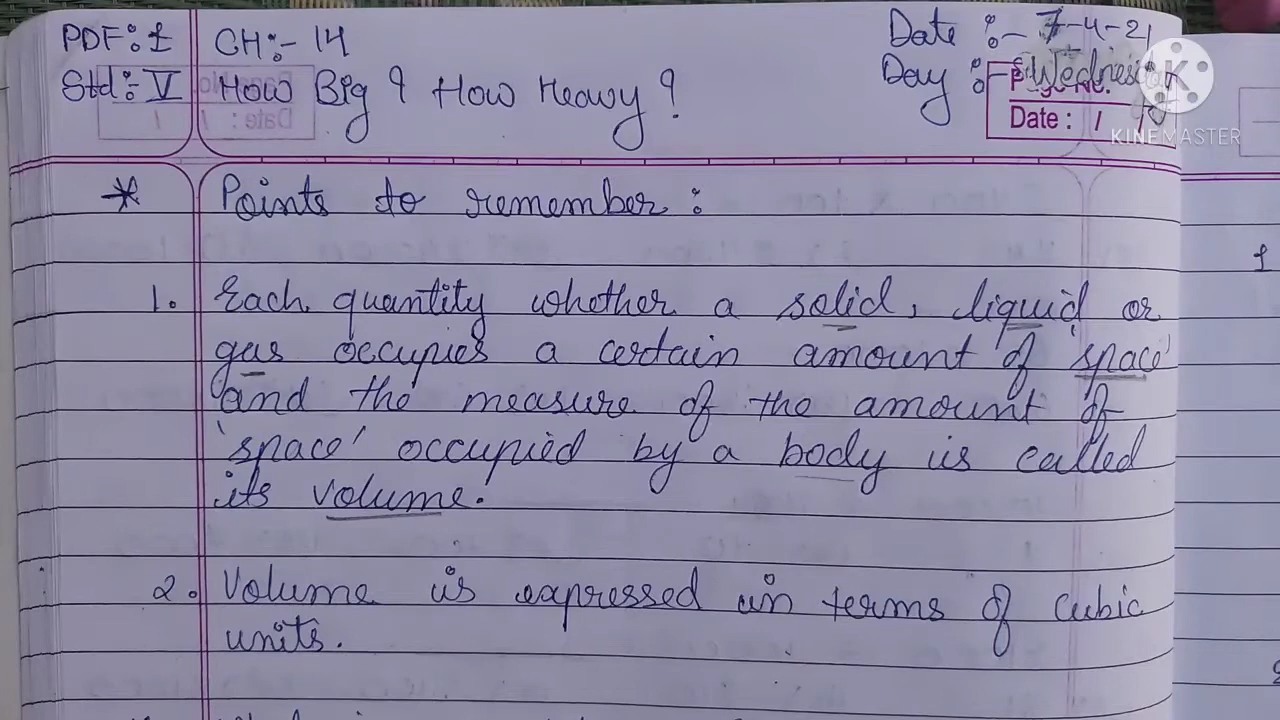 PDF:1 CH:- 14 Date :- 7-4-21
Std:- V How Big ? How Heavy ? Day :-
Date : /
KINEMASTER
* Points to remember :
1. Each quantity whether a solid, liquid or
gas occupies a certain amount of 'space'
and the measure of the amount of
'space' occupied by a body is called
its volume.
2. Volume is expressed in terms of cubic
units.